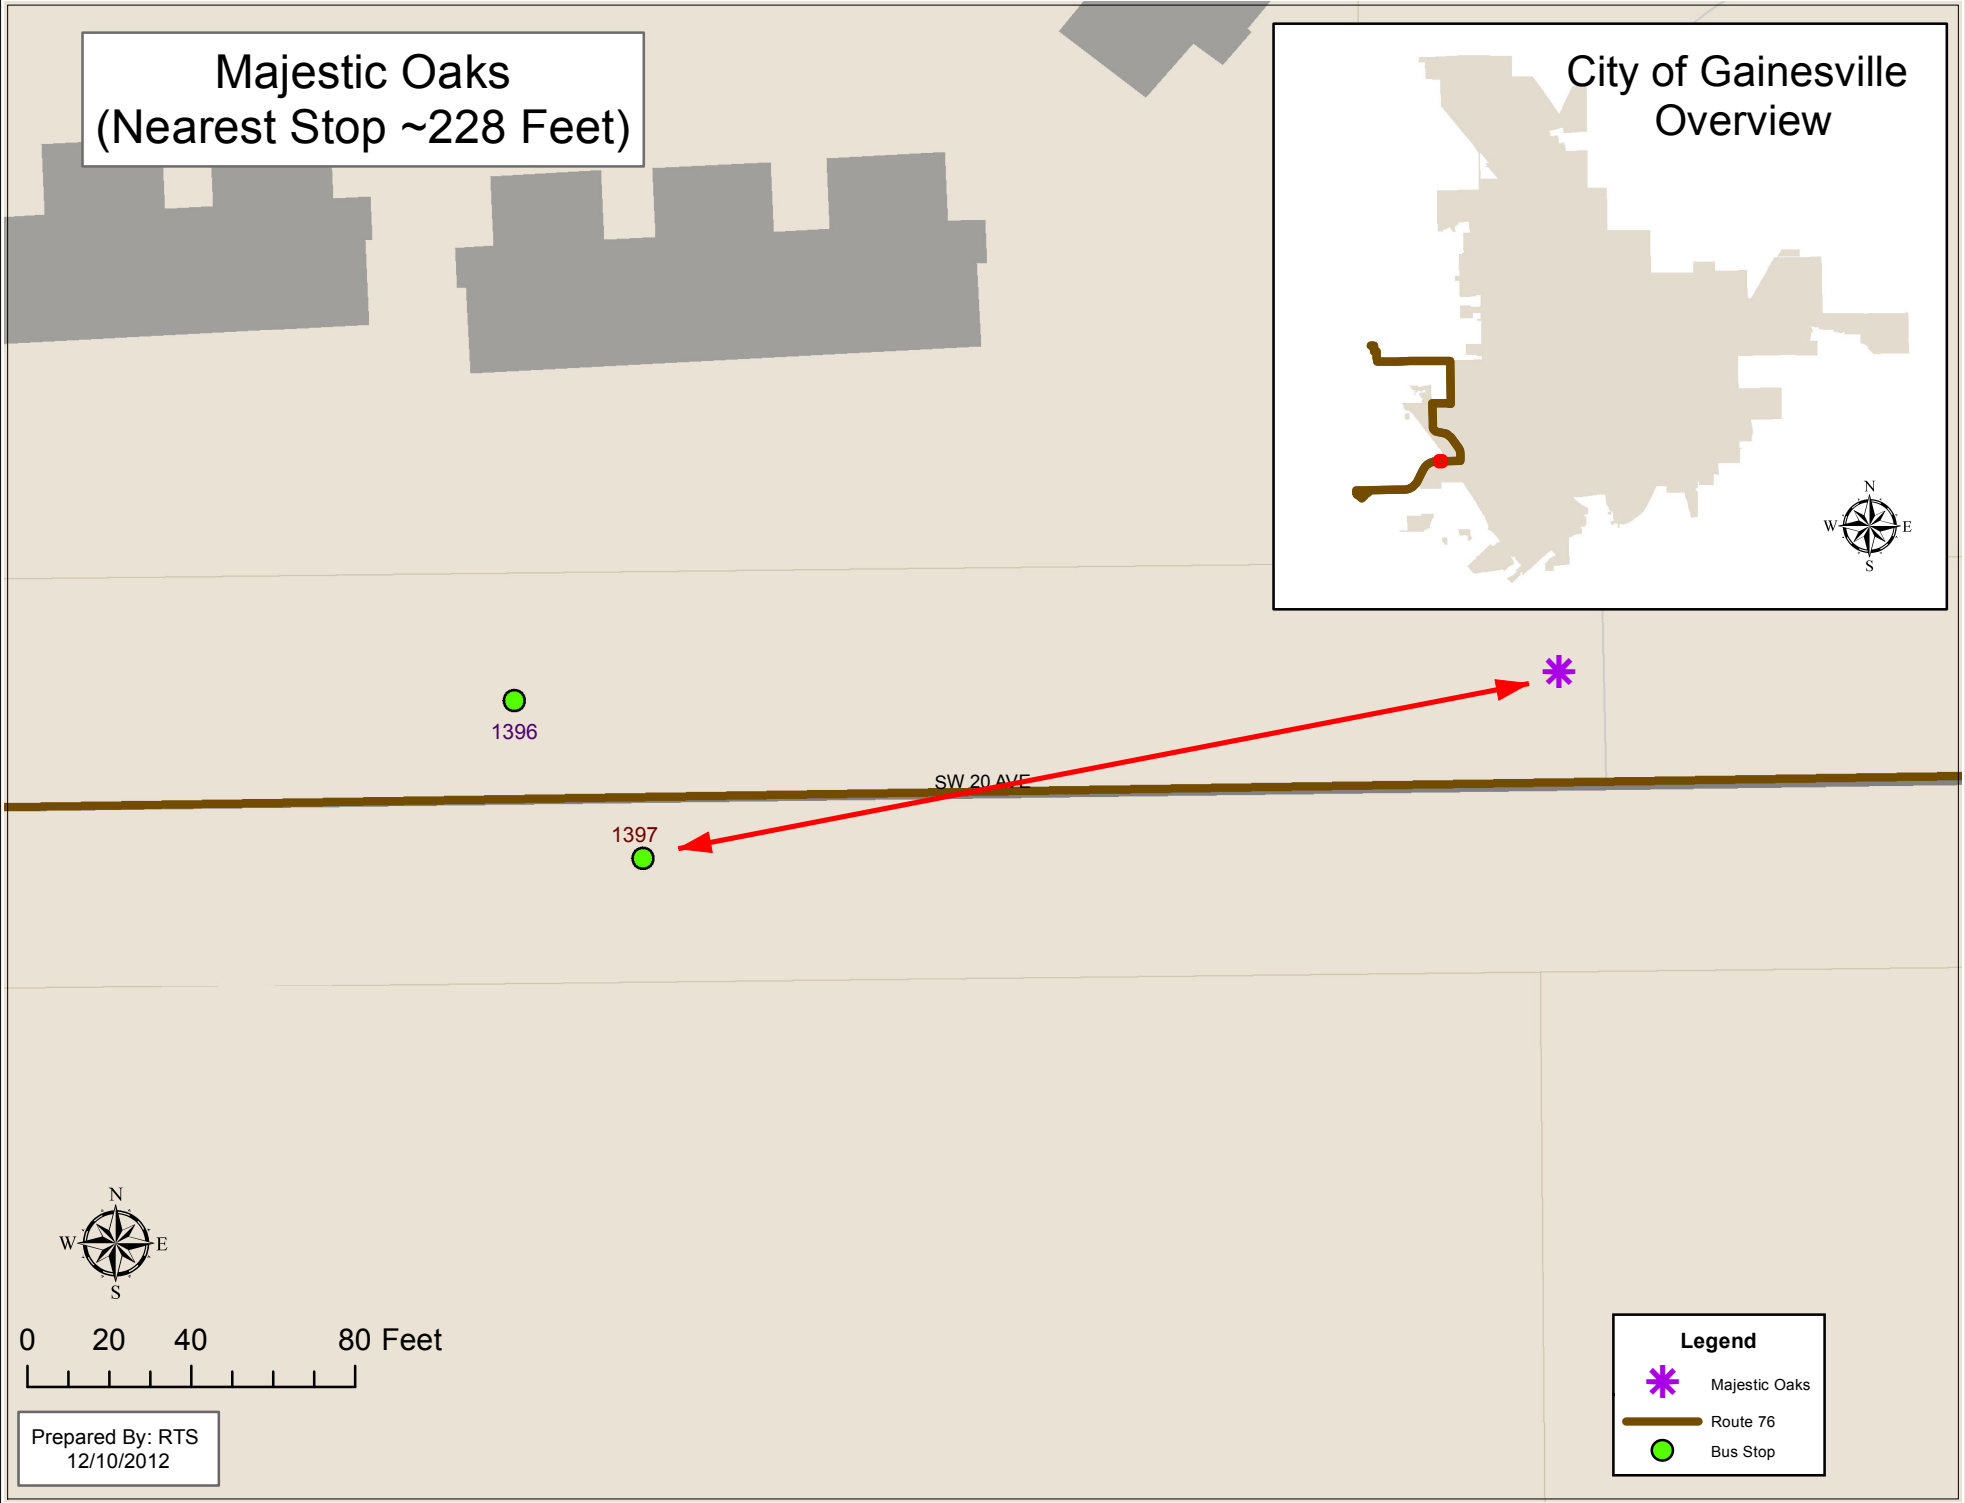 Majestic Oaks
(Nearest Stop ~228 Feet)
City of Gainesville
Overview
N
W E
S
1396
SW 20 AVE
1397
N
W E
S
0 20 40 80 Feet
Prepared By: RTS
12/10/2012
Legend
Majestic Oaks
Route 76
Bus Stop